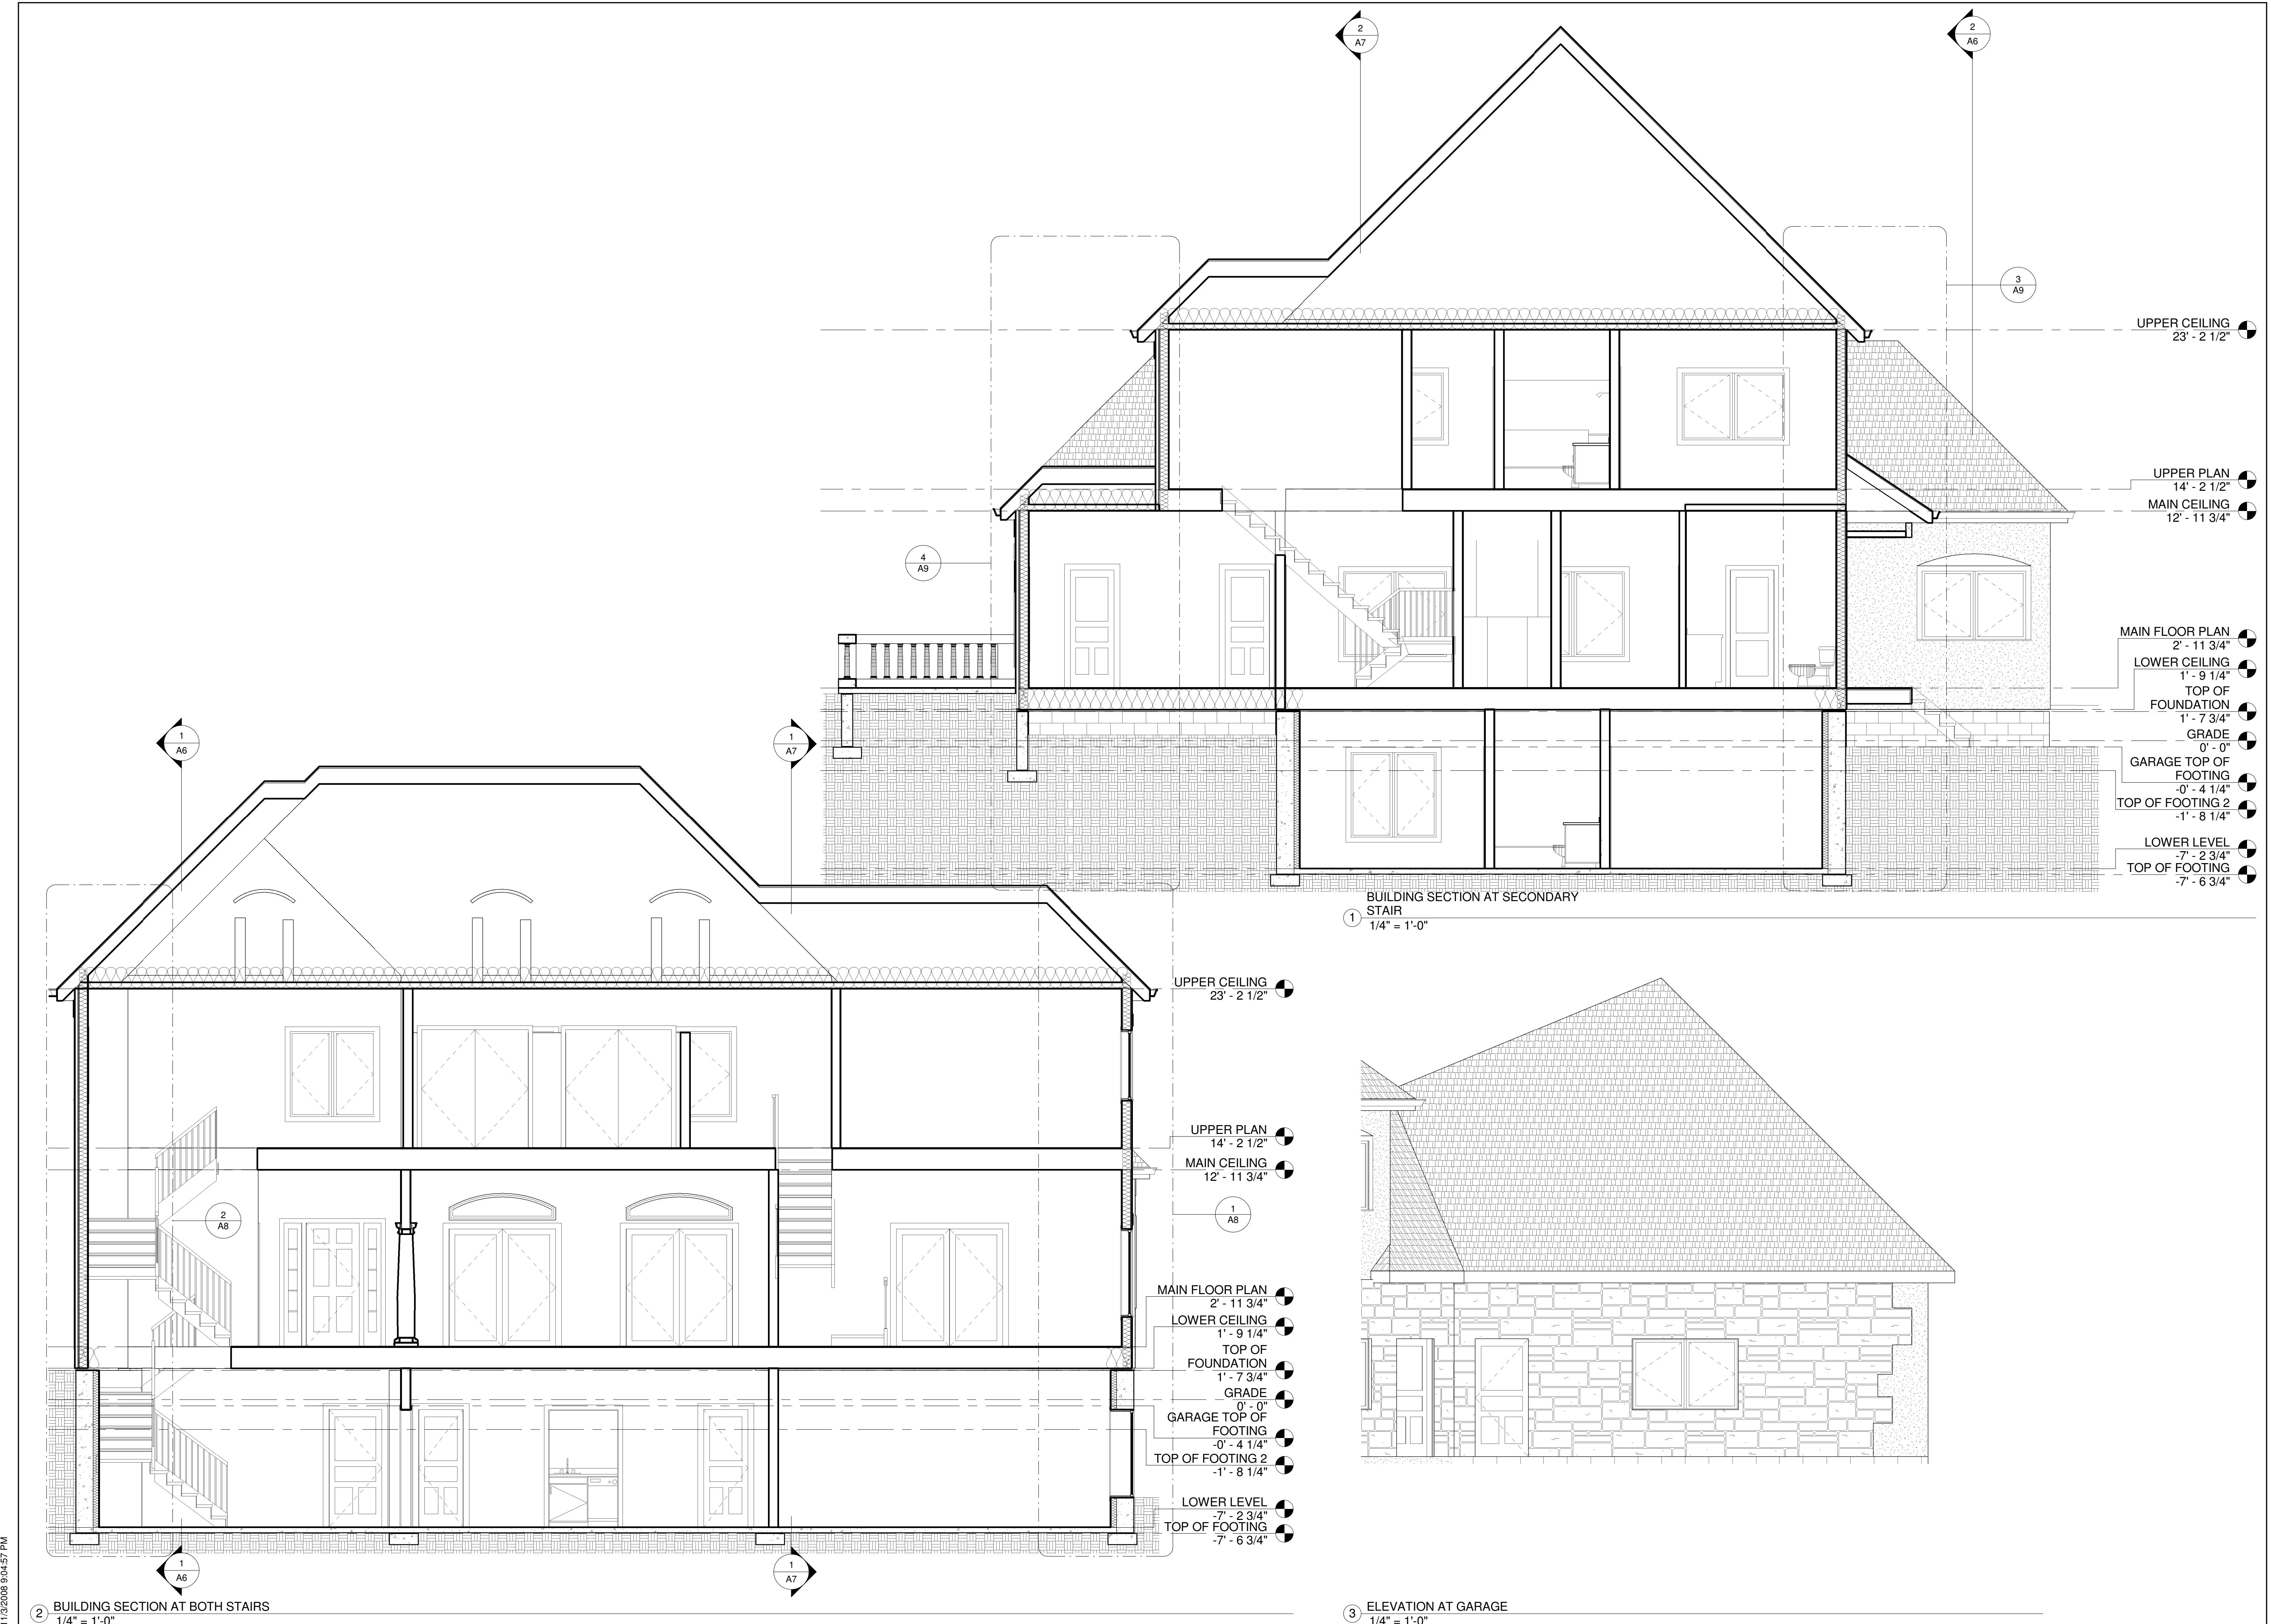 2
A7
2
A6
3
A9
UPPER CEILING
23' - 2 1/2"
UPPER PLAN
14' - 2 1/2"
MAIN CEILING
12' - 11 3/4"
4
A9
MAIN FLOOR PLAN
2' - 11 3/4"
LOWER CEILING
1' - 9 1/4"
TOP OF
FOUNDATION
1' - 7 3/4"
GRADE
0' - 0"
GARAGE TOP OF
FOOTING
-0' - 4 1/4"
TOP OF FOOTING 2
-1' - 8 1/4"
LOWER LEVEL
-7' - 2 3/4"
TOP OF FOOTING
-7' - 6 3/4"
1
BUILDING SECTION AT SECONDARY
STAIR
1/4" = 1'-0"
1
A6
1
A7
UPPER CEILING
23' - 2 1/2"
UPPER PLAN
14' - 2 1/2"
MAIN CEILING
12' - 11 3/4"
2
A8
1
A8
MAIN FLOOR PLAN
2' - 11 3/4"
LOWER CEILING
1' - 9 1/4"
TOP OF
FOUNDATION
1' - 7 3/4"
GRADE
0' - 0"
GARAGE TOP OF
FOOTING
-0' - 4 1/4"
TOP OF FOOTING 2
-1' - 8 1/4"
LOWER LEVEL
-7' - 2 3/4"
TOP OF FOOTING
-7' - 6 3/4"
1
A6
1
A7
2
BUILDING SECTION AT BOTH STAIRS
1/4" = 1'-0"
3
ELEVATION AT GARAGE
1/4" = 1'-0"
11/3/2008 9:04:57 PM